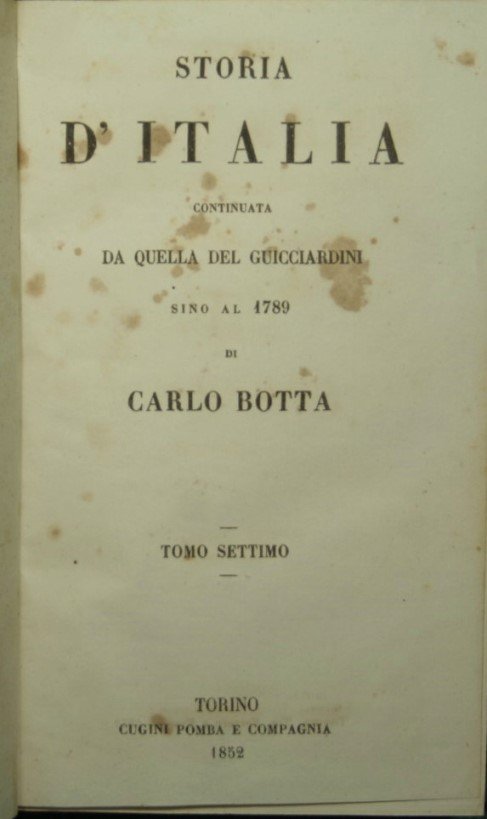 STORIA
D'ITALIA
CONTINUATA
DA QUELLA DEL GUICCIARDINI
SINO AL 1789
DI
CARLO BOTTA
TOMO SETTIMO
TORINO
CUGINI POMBA E COMPAGNIA
1852